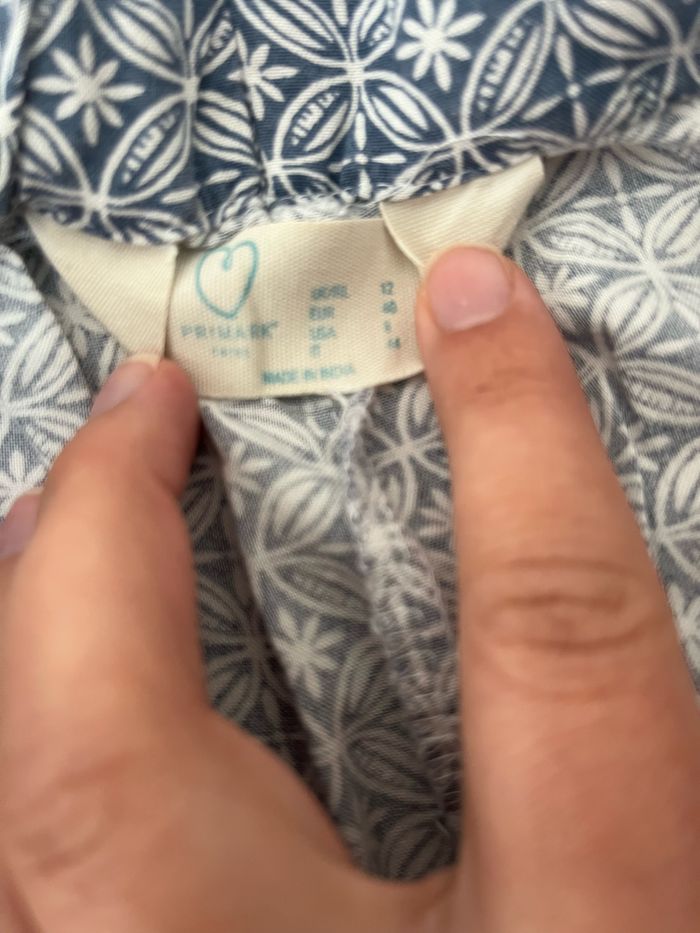 PRIMARK
UK/IRL 12
EUR 40
USA 8
IT 44
MADE IN INDIA